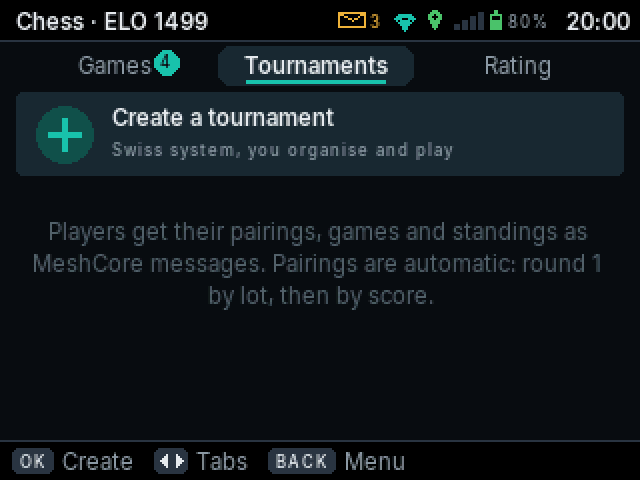 Chess · ELO 1499
3
80%
20:00
Games 4
Tournaments
Rating
Create a tournament
Swiss system, you organise and play
Players get their pairings, games and standings as
MeshCore messages. Pairings are automatic: round 1
by lot, then by score.
OK Create
Tabs
BACK Menu